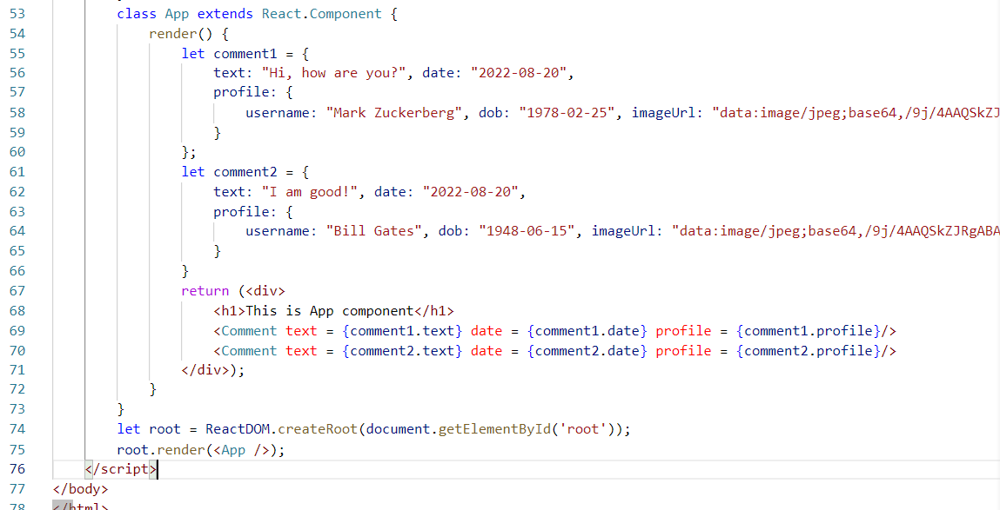 53 class App extends React.Component {
54 render() {
55 let comment1 = {
56 text: "Hi, how are you?", date: "2022-08-20",
57 profile: {
58 username: "Mark Zuckerberg", dob: "1978-02-25", imageUrl: "data:image/jpeg;base64,/9j/4AAQSkZJ
59 }
60 };
61 let comment2 = {
62 text: "I am good!", date: "2022-08-20",
63 profile: {
64 username: "Bill Gates", dob: "1948-06-15", imageUrl: "data:image/jpeg;base64,/9j/4AAQSkZJRgABA
65 }
66 }
67 return (<div>
68 <h1>This is App component</h1>
69 <Comment text = {comment1.text} date = {comment1.date} profile = {comment1.profile}/>
70 <Comment text = {comment2.text} date = {comment2.date} profile = {comment2.profile}/>
71 </div>);
72 }
73 }
74 let root = ReactDOM.createRoot(document.getElementById('root'));
75 root.render(<App />);
76 </script>
77 </body>
78 </html>